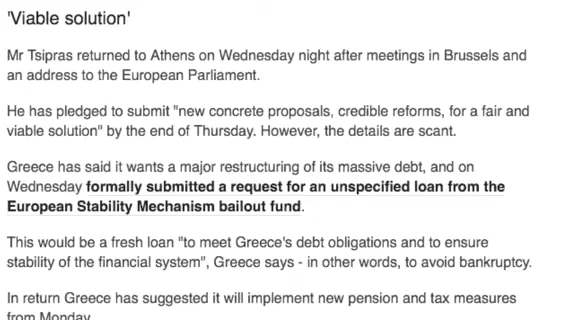 'Viable solution'
Mr Tsipras returned to Athens on Wednesday night after meetings in Brussels and
an address to the European Parliament.
He has pledged to submit "new concrete proposals, credible reforms, for a fair and
viable solution" by the end of Thursday. However, the details are scant.
Greece has said it wants a major restructuring of its massive debt, and on
Wednesday formally submitted a request for an unspecified loan from the
European Stability Mechanism bailout fund.
This would be a fresh loan "to meet Greece's debt obligations and to ensure
stability of the financial system", Greece says - in other words, to avoid bankruptcy.
In return Greece has suggested it will implement new pension and tax measures
from Monday